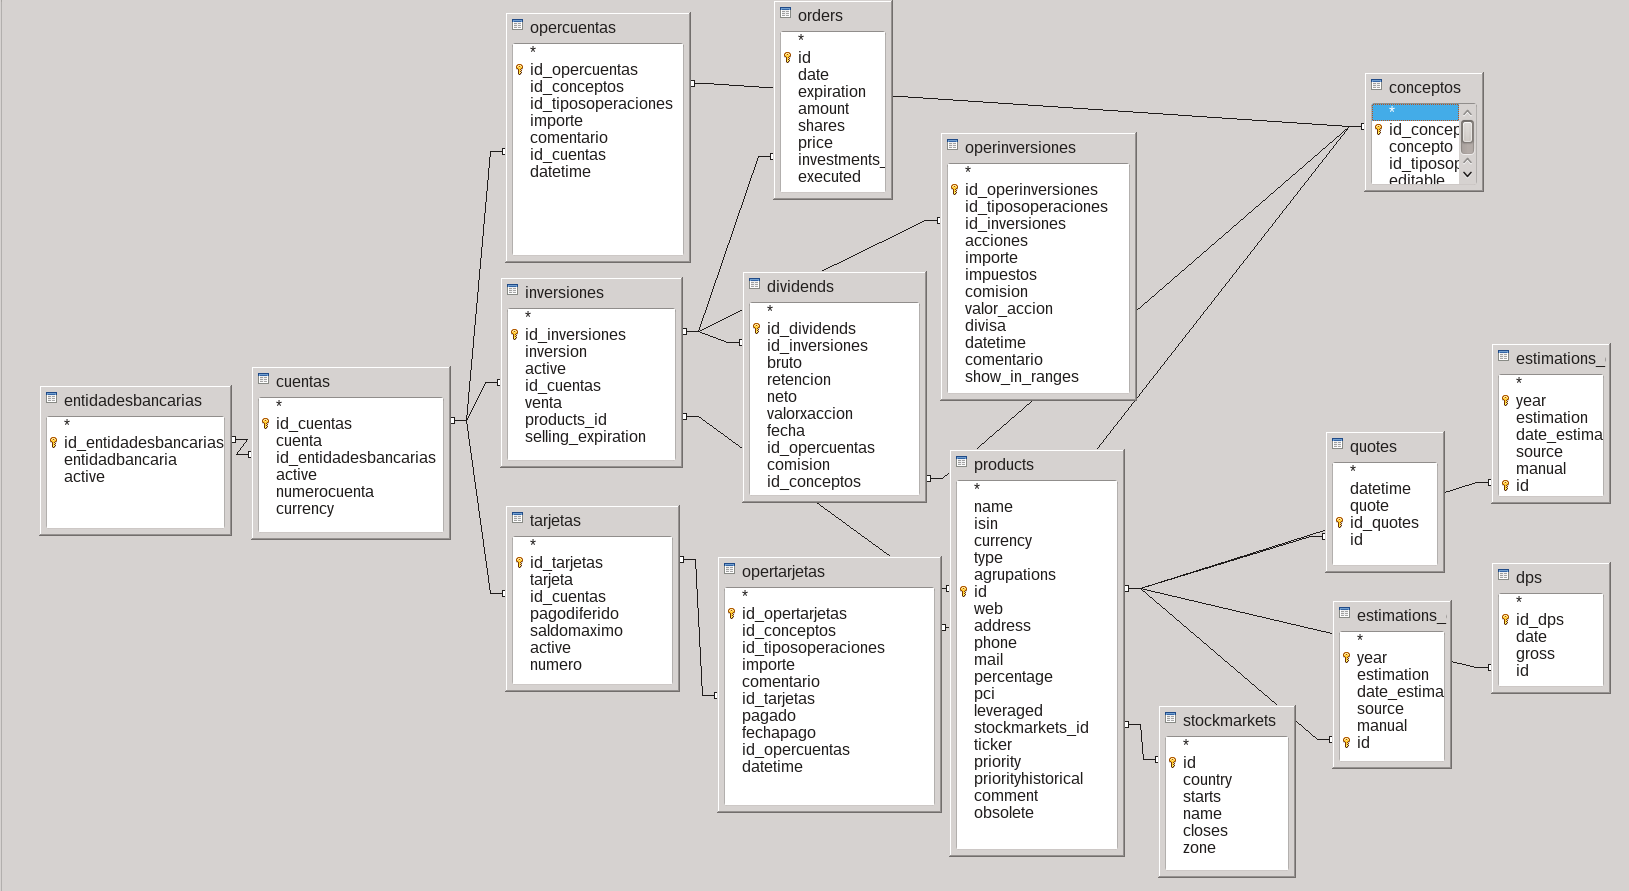 entidadesbancarias
*
id_entidadesbancarias
entidadbancaria
active
cuentas
*
id_cuentas
cuenta
id_entidadesbancarias
active
numerocuenta
currency
opercuentas
*
id_opercuentas
id_conceptos
id_tiposoperaciones
importe
comentario
id_cuentas
datetime
inversiones
*
id_inversiones
inversion
active
id_cuentas
venta
products_id
selling_expiration
tarjetas
*
id_tarjetas
tarjeta
id_cuentas
pagodiferido
saldomaximo
active
numero
orders
*
id
date
expiration
amount
shares
price
investments_
executed
dividends
*
id_dividends
id_inversiones
bruto
retencion
neto
valorxaccion
fecha
id_opercuentas
comision
id_conceptos
opertarjetas
*
id_opertarjetas
id_conceptos
id_tiposoperaciones
importe
comentario
id_tarjetas
pagado
fechapago
id_opercuentas
datetime
operinversiones
*
id_operinversiones
id_tiposoperaciones
id_inversiones
acciones
importe
impuestos
comision
valor_accion
divisa
datetime
comentario
show_in_ranges
products
*
name
isin
currency
type
agrupations
id
web
address
phone
mail
percentage
pci
leveraged
stockmarkets_id
ticker
priority
priorityhistorical
comment
obsolete
stockmarkets
*
id
country
starts
name
closes
zone
conceptos
*
id_concep
concepto
id_tiposop
editable
quotes
*
datetime
quote
id_quotes
id
estimations_
*
year
estimation
date_estima
source
manual
id
estimations_
*
year
estimation
date_estima
source
manual
id
dps
*
id_dps
date
gross
id